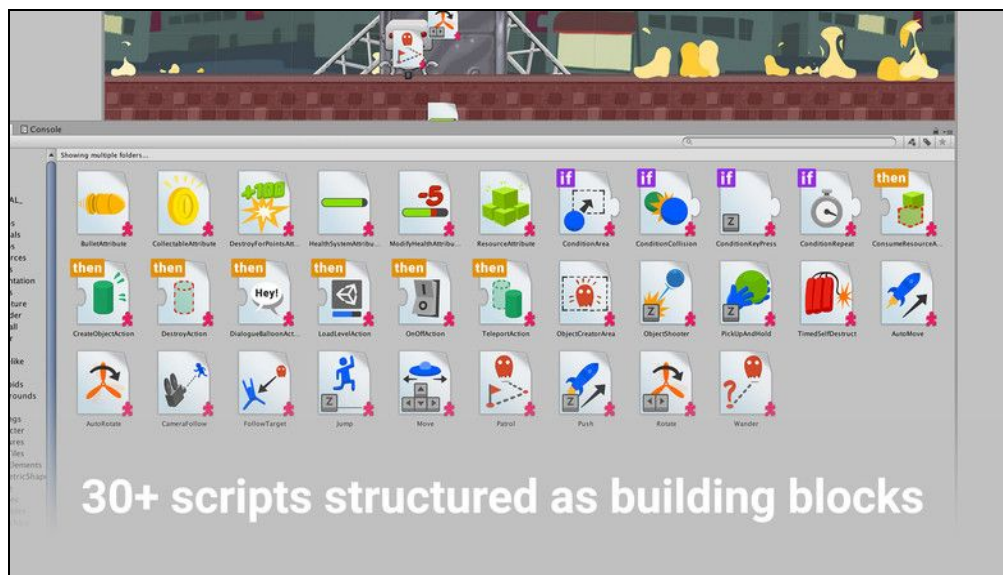 Console
Showing multiple folders...
+100
-5
if
if
if
if
then
Z
BulletAttribute
CollectableAttribute
DestroyForPointsAtt...
HealthSystemAttribu...
ModifyHealthAttribu...
ResourceAttribute
ConditionArea
ConditionCollision
ConditionKeyPress
ConditionRepeat
ConsumeResourceA...
then
then
then
then
then
then
Hey!
I
O
CreateObjectAction
DestroyAction
DialogueBalloonAct...
LoadLevelAction
OnOffAction
TeleportAction
ObjectCreatorArea
ObjectShooter
PickUpAndHold
TimedSelfDestruct
AutoMove
Z
Z
?
AutoRotate
CameraFollow
FollowTarget
Jump
Move
Patrol
Push
Rotate
Wander
30+ scripts structured as building blocks